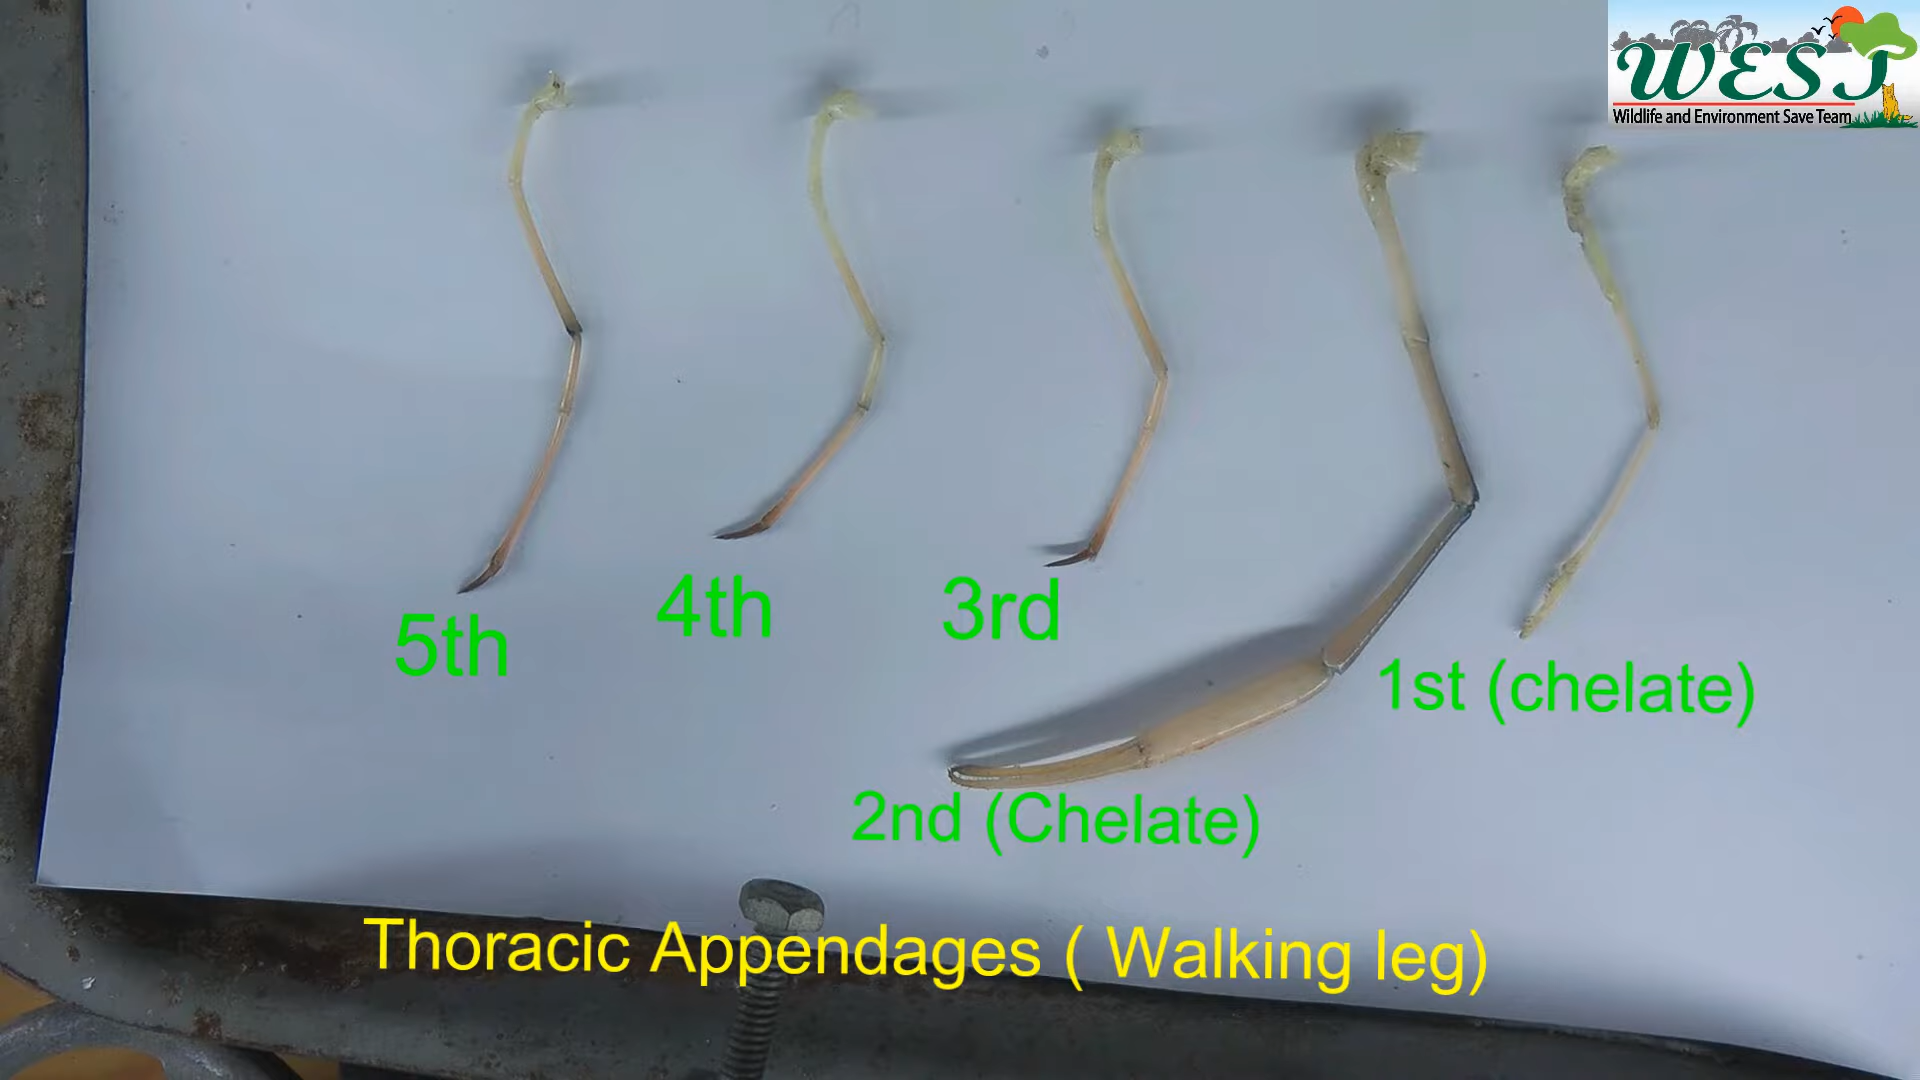 WEST
Wildlife and Environment Save Team
5th
4th
3rd
1st (chelate)
2nd (Chelate)
Thoracic Appendages ( Walking leg)